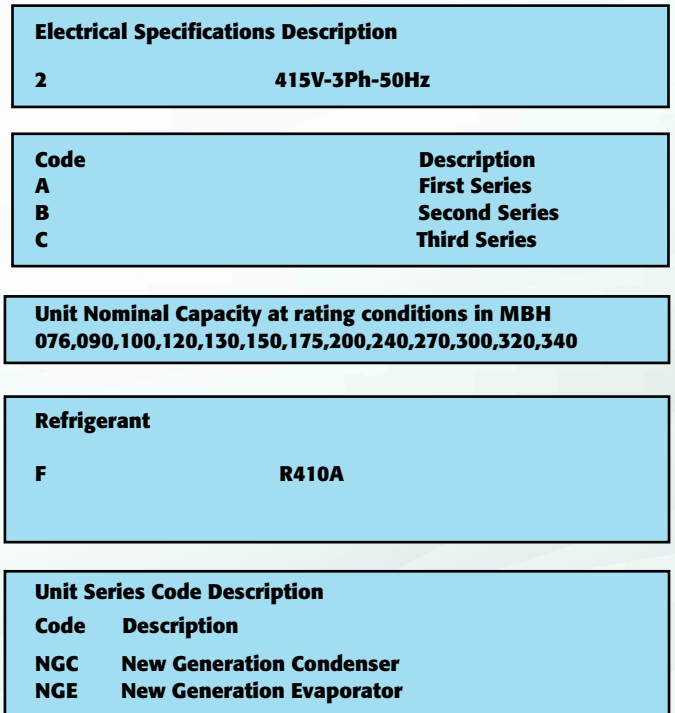 Electrical Specifications Description
2 415V-3Ph-50Hz
Code Description
A First Series
B Second Series
C Third Series
Unit Nominal Capacity at rating conditions in MBH
076,090,100,120,130,150,175,200,240,270,300,320,340
Refrigerant
F R410A
Unit Series Code Description
Code Description
NGC New Generation Condenser
NGE New Generation Evaporator